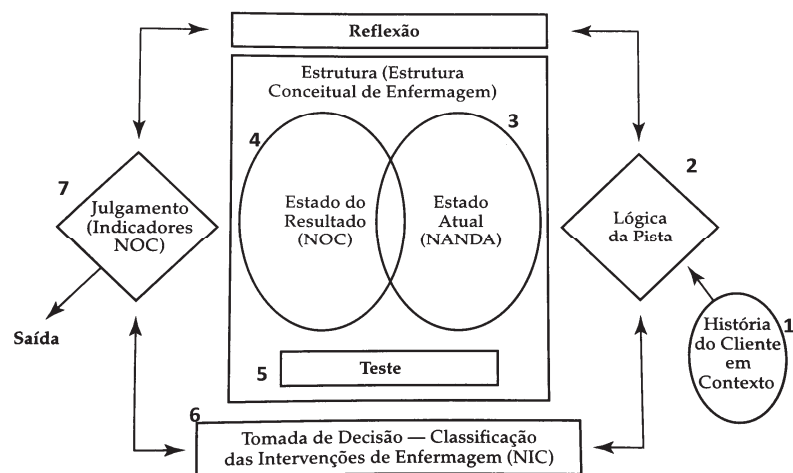 Reflexão
Estrutura (Estrutura
Conceitual de Enfermagem)
4
3
Estado do
Resultado
(NOC)
Estado
Atual
(NANDA)
7
Julgamento
(Indicadores
NOC)
Saída
2
Lógica
da Pista
1
História
do Cliente
em
Contexto
5
Teste
6
Tomada de Decisão — Classificação
das Intervenções de Enfermagem (NIC)